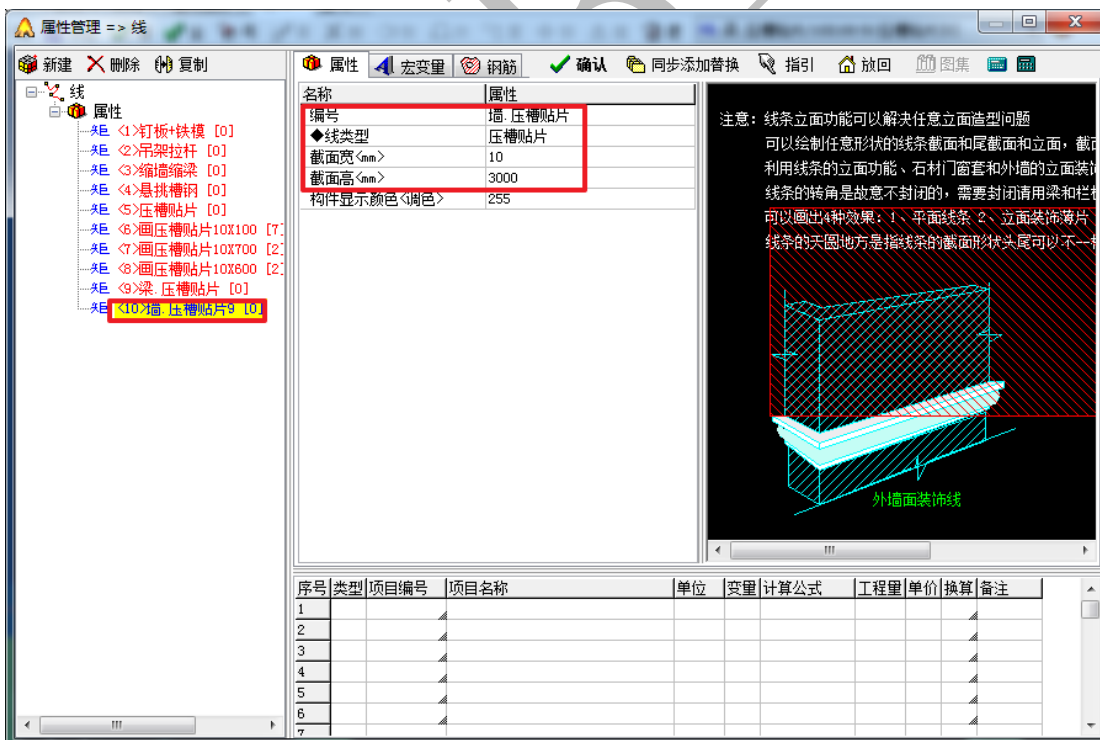 属性管理 => 线
新建 删除 复制
属性 宏变量 钢筋 确认 同步添加替换 指引 放回 图集
线
属性
矩 <1>钉板+铁模 [0]
矩 <2>吊架拉杆 [0]
矩 <3>缩墙缩梁 [0]
矩 <4>悬挑槽钢 [0]
矩 <5>压槽贴片 [0]
矩 <6>画压槽贴片10X100 [7]
矩 <7>画压槽贴片10X700 [2]
矩 <8>画压槽贴片10X600 [2]
矩 <9>梁.压槽贴片 [0]
矩 <10>墙.压槽贴片9 [0]
名称 属性
编号 墙.压槽贴片
◆线类型 压槽贴片
截面宽<mm> 10
截面高<mm> 3000
构件显示颜色<调色> 255
注意：线条立面功能可以解决任意立面造型问题
可以绘制任意形状的线条截面和尾截面和立面，截
利用线条的立面功能、石材门窗套和外墙的立面装
线条的转角是故意不封闭的，需要封闭请用梁和栏
可以画出4种效果：1、平面线条 2、立面装饰薄片
线条的天圆地方是指线条的截面形状头尾可以不一
外墙面装饰线
序号 类型 项目编号 项目名称 单位 变量 计算公式 工程量 单价 换算 备注
1
2
3
4
5
6
7